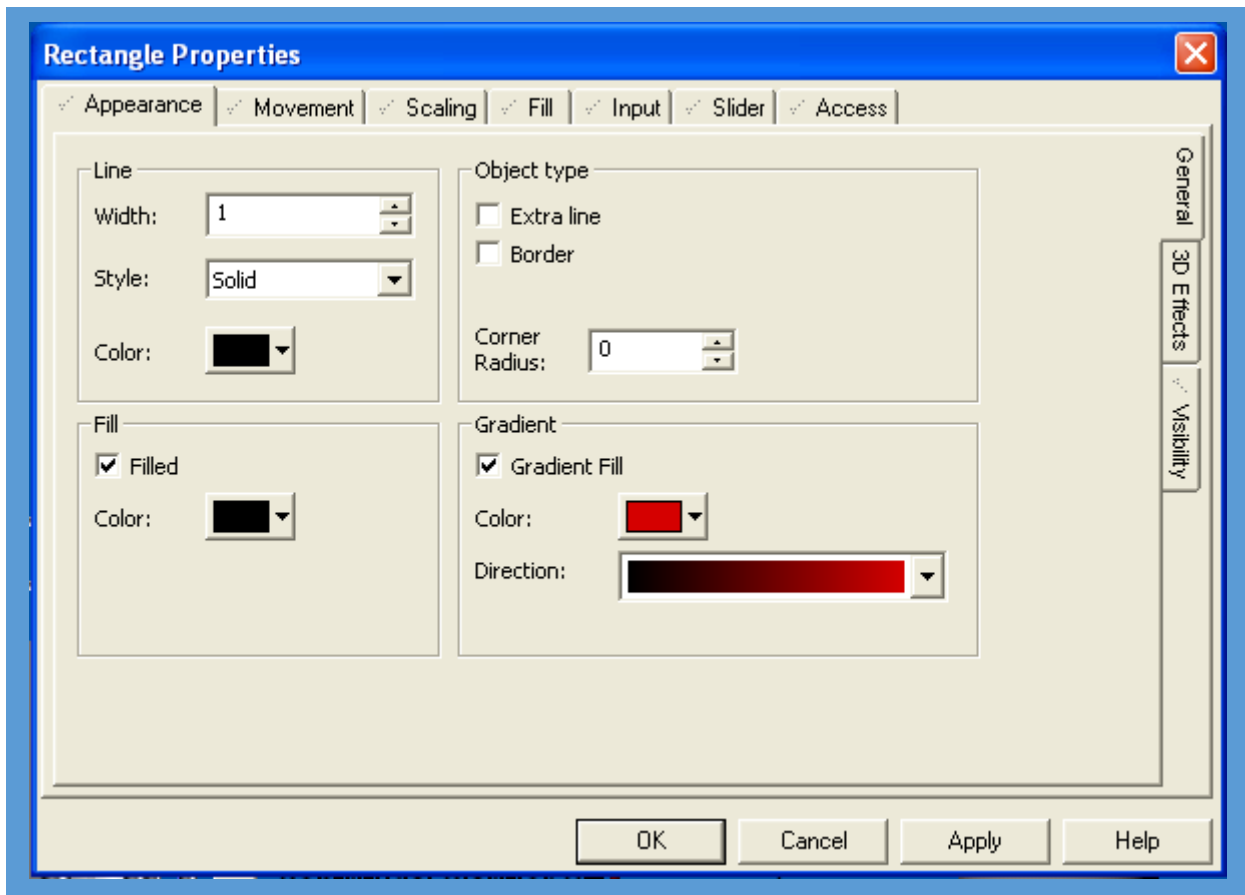 Rectangle Properties
Appearance Movement Scaling Fill Input Slider Access
General
3D Effects
Visibility
Line
Width: 1
Style: Solid
Color:
Object type
Extra line
Border
Corner
Radius: 0
Fill
Filled
Color:
Gradient
Gradient Fill
Color:
Direction:
OK Cancel Apply Help